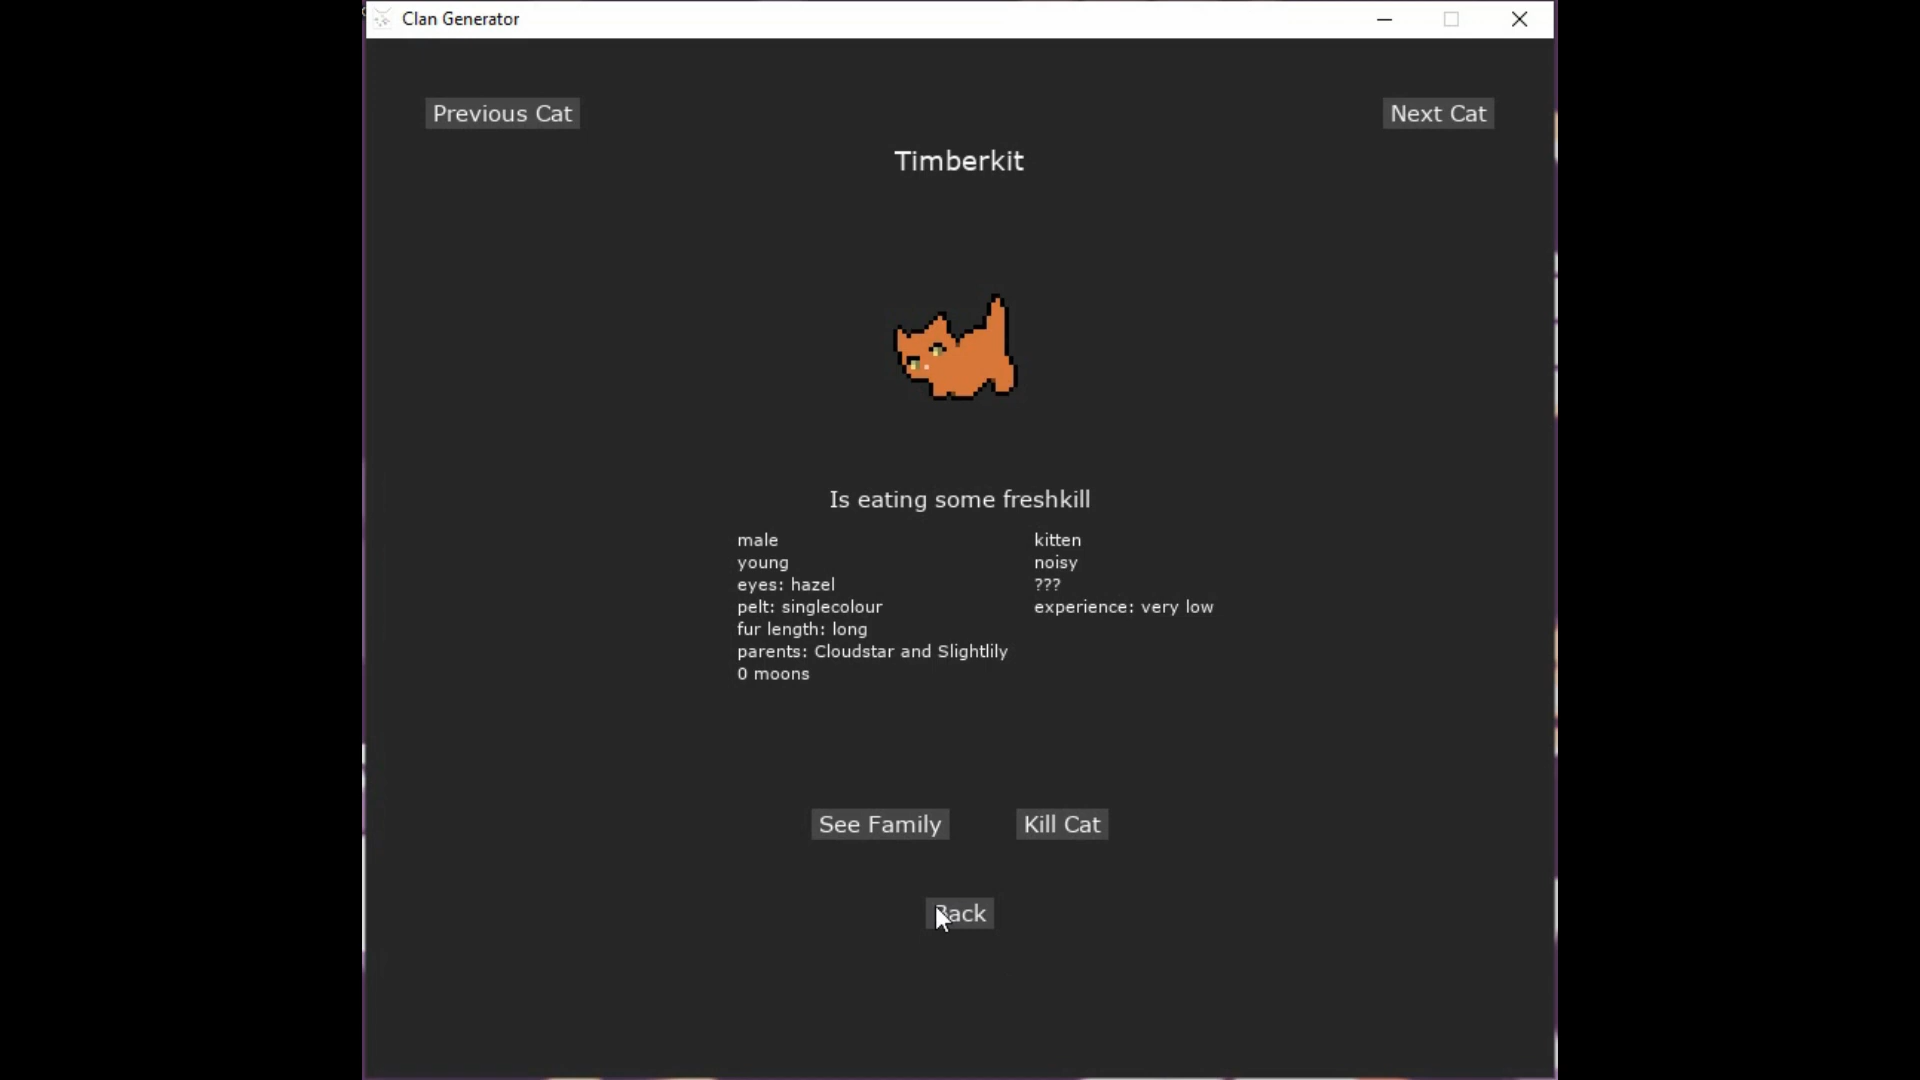 Clan Generator
Previous Cat
Next Cat
Timberkit
Is eating some freshkill
male
young
eyes: hazel
pelt: singlecolour
fur length: long
parents: Cloudstar and Slightlily
0 moons
kitten
noisy
???
experience: very low
See Family
Kill Cat
Back